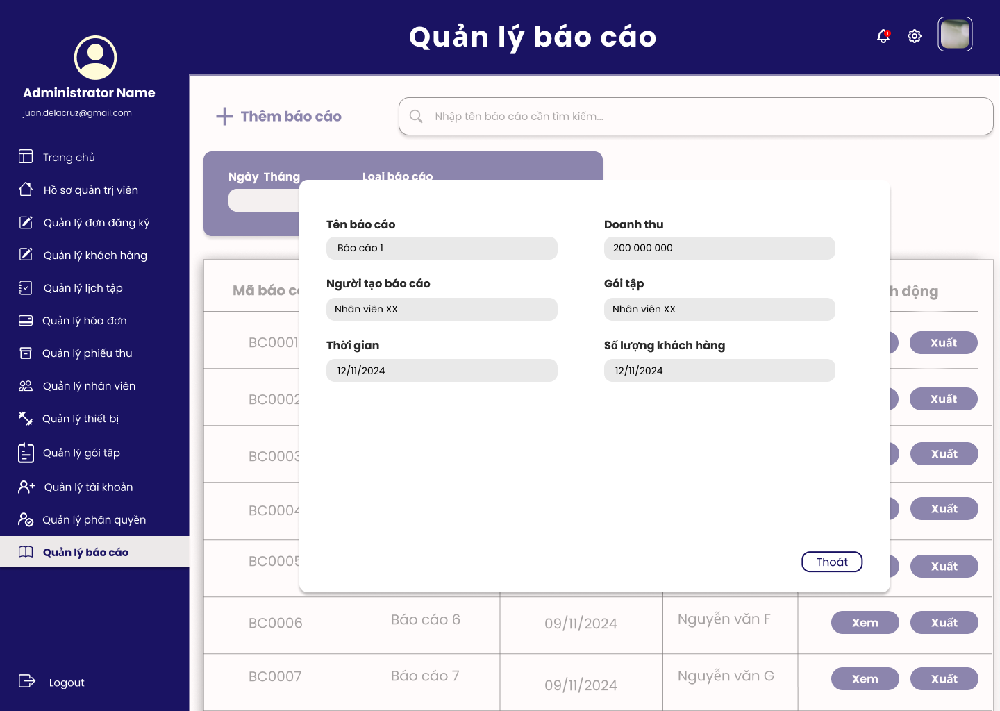 Quản lý báo cáo
1
Administrator Name
juan.delacruz@gmail.com
Trang chủ
Hồ sơ quản trị viên
Quản lý đơn đăng ký
Quản lý khách hàng
Quản lý lịch tập
Quản lý hóa đơn
Quản lý phiếu thu
Quản lý nhân viên
Quản lý thiết bị
Quản lý gói tập
Quản lý tài khoản
Quản lý phân quyền
Quản lý báo cáo
Logout
Thêm báo cáo
Nhập tên báo cáo cần tìm kiếm...
Ngày Tháng
Loại báo cáo
Tên báo cáo
Báo cáo 1
Doanh thu
200 000 000
Người tạo báo cáo
Nhân viên XX
Gói tập
Nhân viên XX
Thời gian
12/11/2024
Số lượng khách hàng
12/11/2024
Thoát
Mã báo động
BC0001 Xuất
BC0002 Xuất
BC0003 Xuất
BC0004 Xuất
BC0005 Xuất
BC0006 Báo cáo 6 09/11/2024 Nguyễn văn F Xem Xuất
BC0007 Báo cáo 7 09/11/2024 Nguyễn văn G Xem Xuất